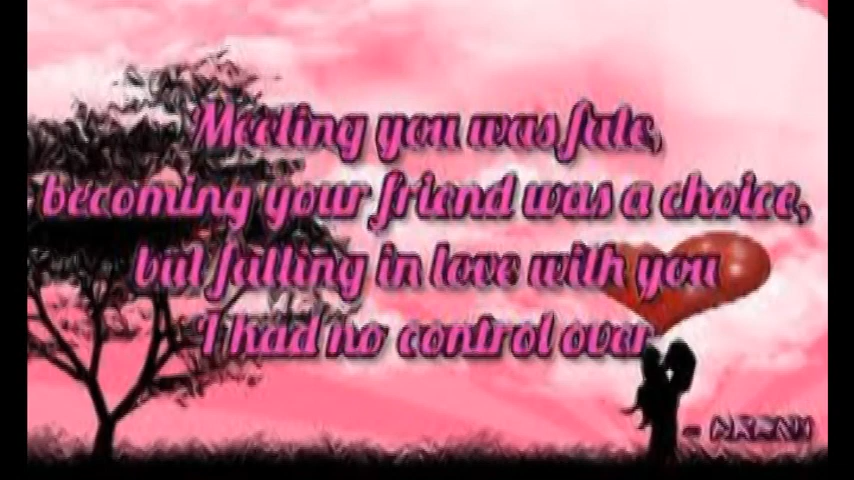 Meeting you was fate,
becoming your friend was a choice,
but falling in love with you
I had no control over